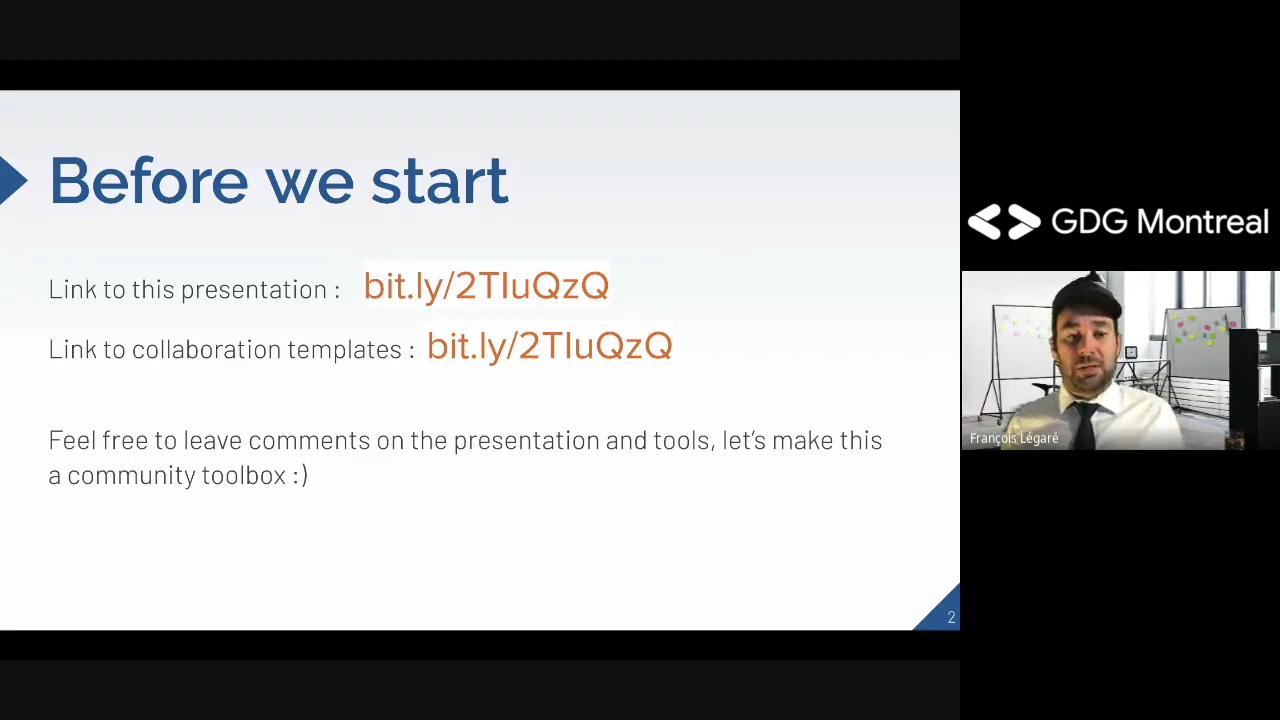 Before we start
Link to this presentation : bit.ly/2TIuQzQ
Link to collaboration templates : bit.ly/2TIuQzQ
Feel free to leave comments on the presentation and tools, let's make this
a community toolbox :)
2
GDG Montreal
François Légaré